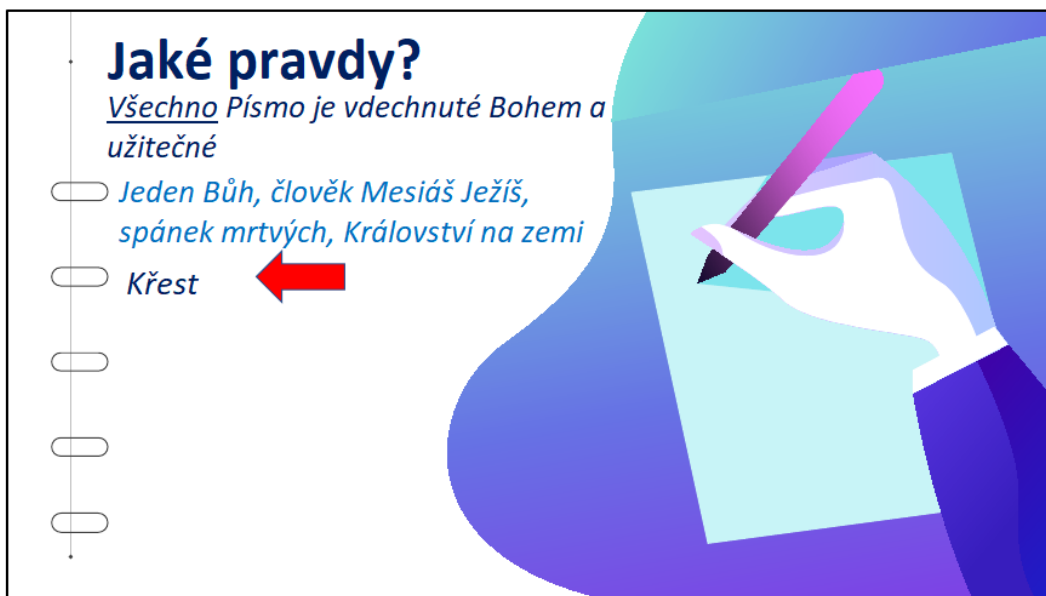 Jaké pravdy?
Všechno Písmo je vdechnuté Bohem a
užitečné
Jeden Bůh, člověk Mesiáš Ježíš,
spánek mrtvých, Království na zemi
Křest